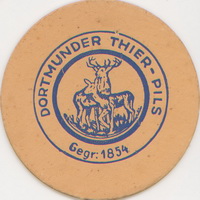 DORTMUNDER THIER-PILS
Gegr: 1854